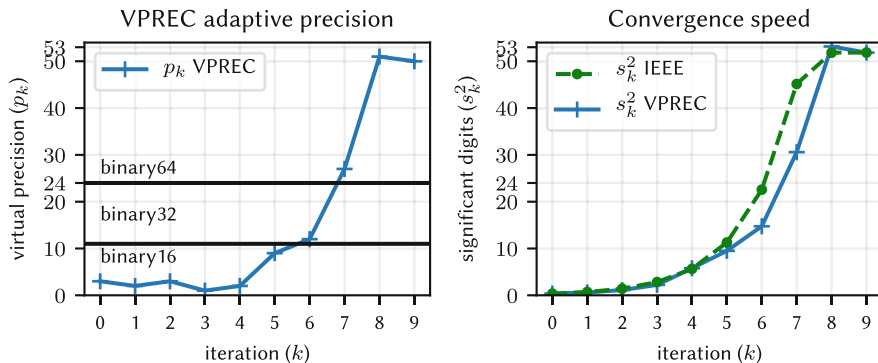 VPREC adaptive precision
virtual precision (p_k)
53
50
40
30
24
20
10
0
p_k VPREC
binary64
binary32
binary16
0 1 2 3 4 5 6 7 8 9
iteration (k)
Convergence speed
significant digits (s_k^2)
53
50
40
30
24
20
10
0
s_k^2 IEEE
s_k^2 VPREC
0 1 2 3 4 5 6 7 8 9
iteration (k)